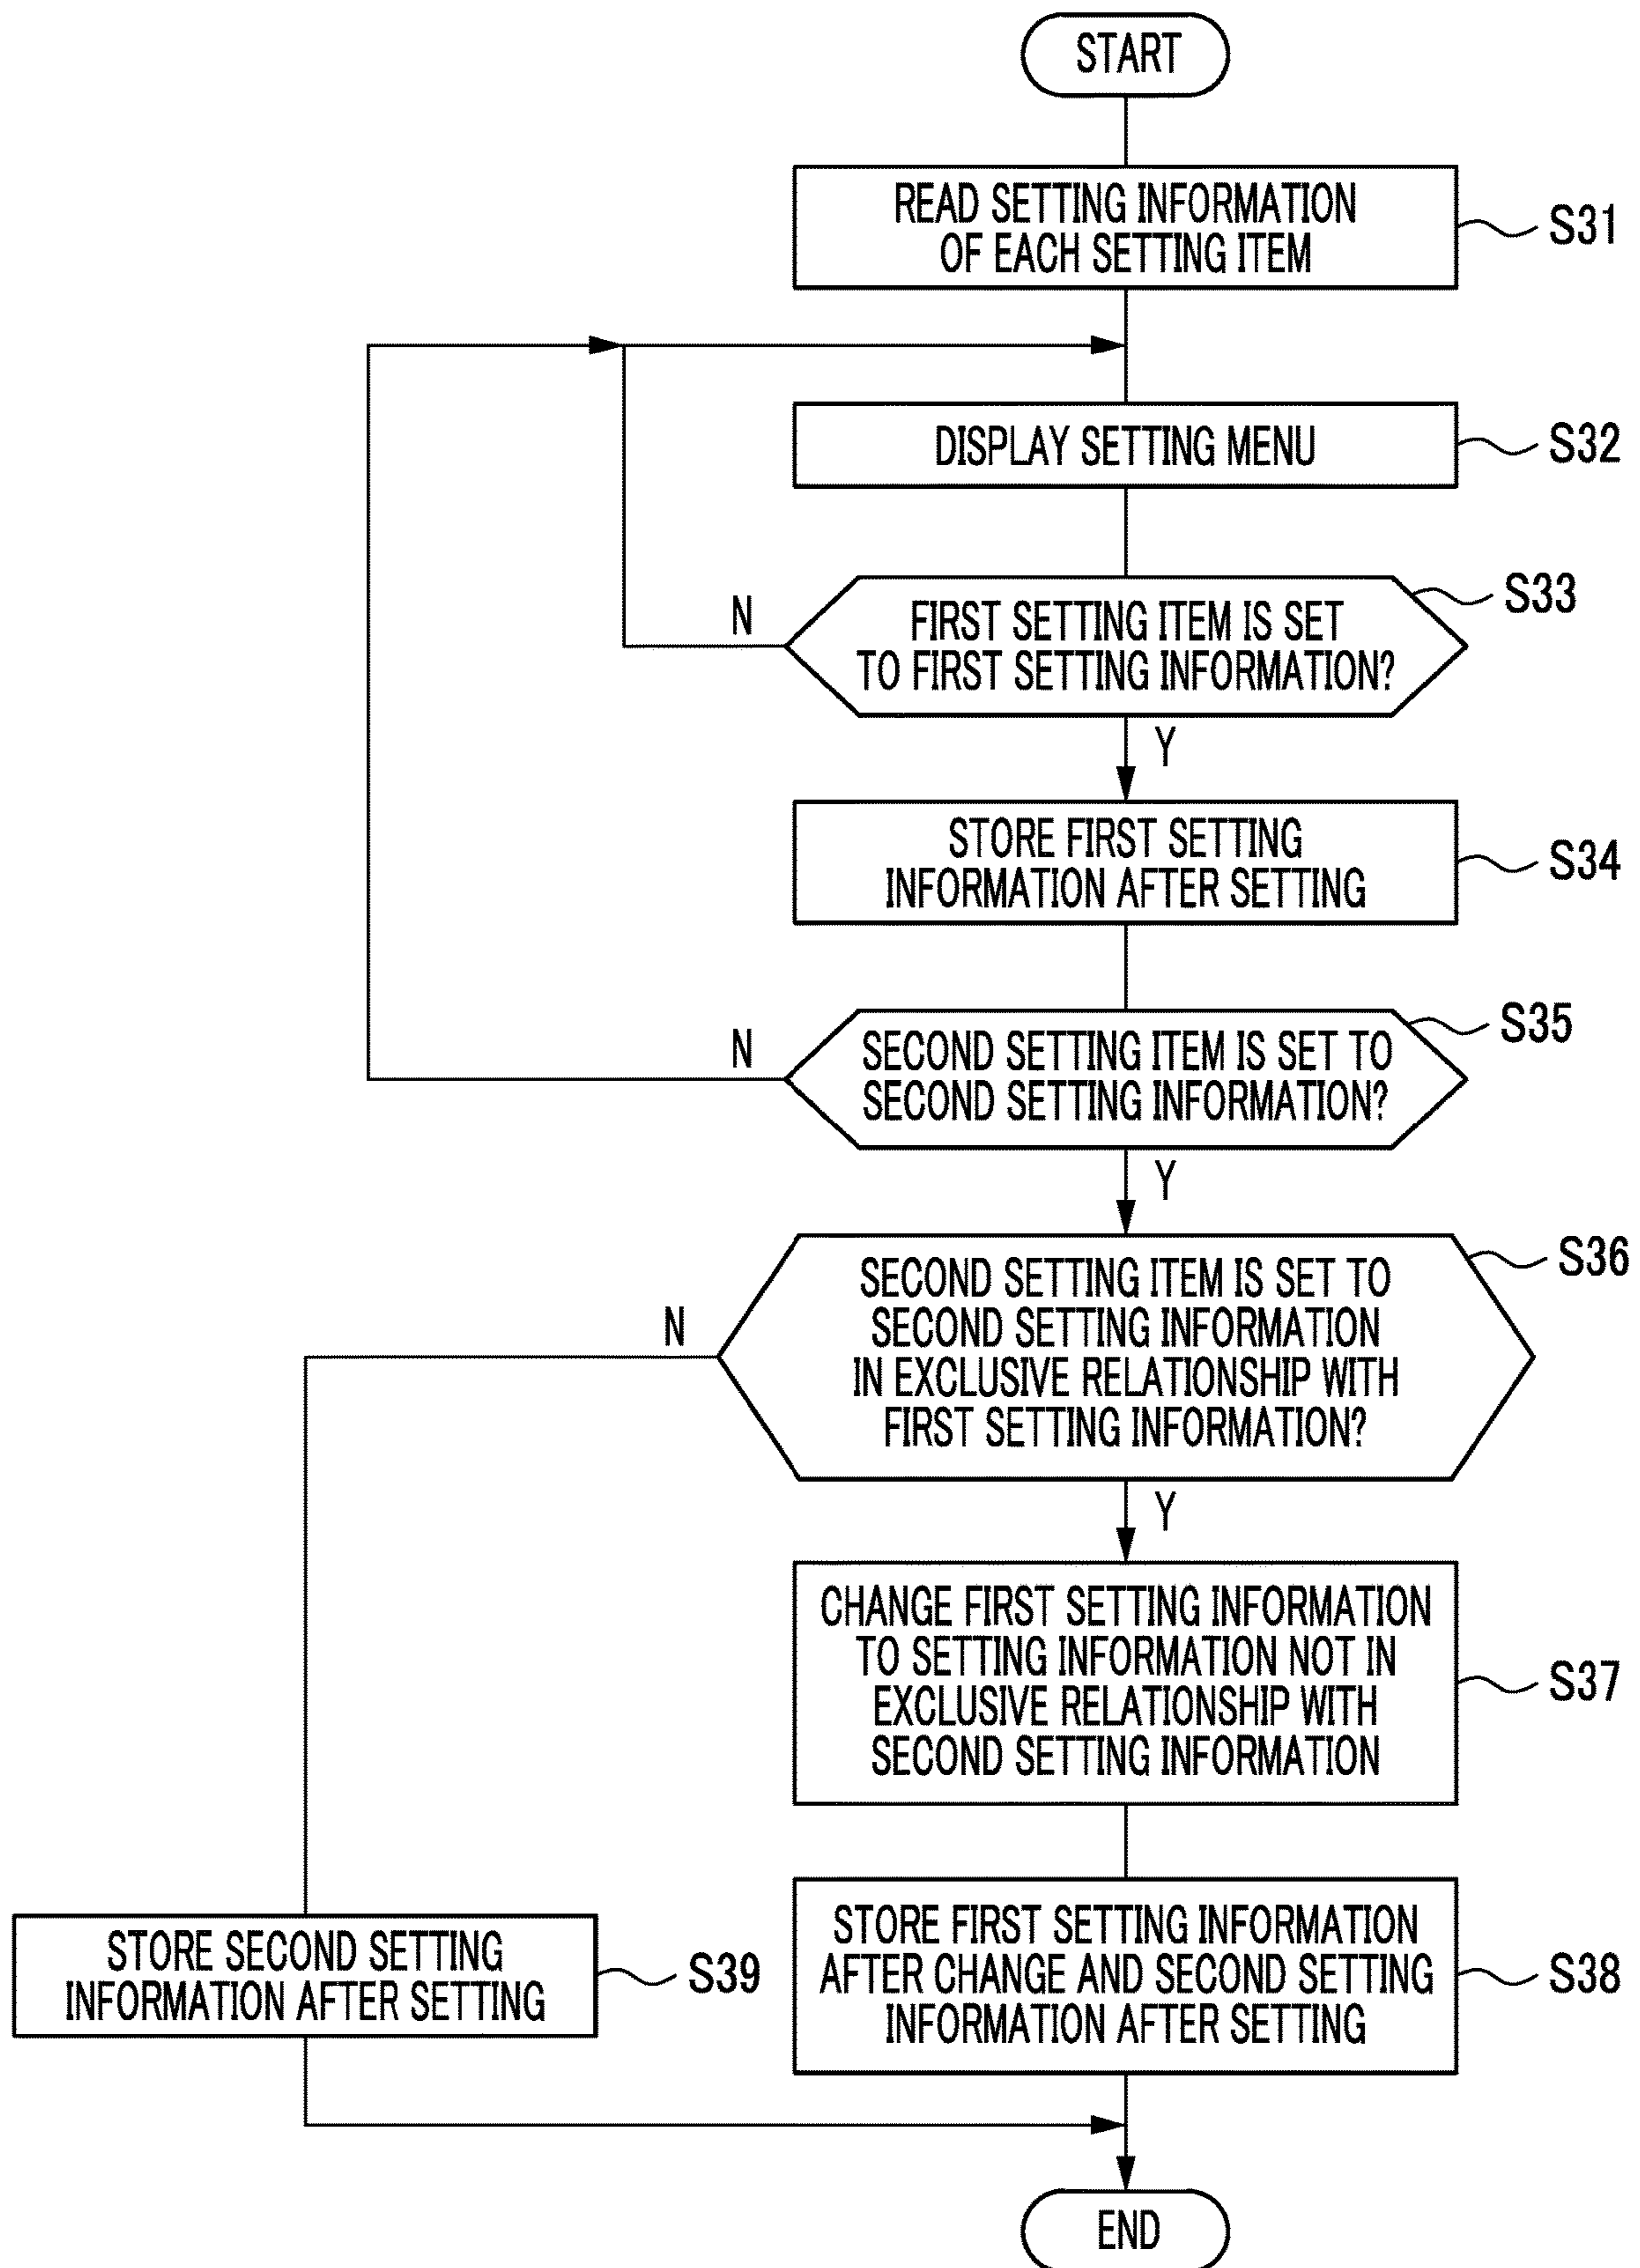 START
READ SETTING INFORMATION
OF EACH SETTING ITEM
S31
DISPLAY SETTING MENU
S32
FIRST SETTING ITEM IS SET
TO FIRST SETTING INFORMATION?
S33
N
Y
STORE FIRST SETTING
INFORMATION AFTER SETTING
S34
SECOND SETTING ITEM IS SET TO
SECOND SETTING INFORMATION?
S35
N
Y
SECOND SETTING ITEM IS SET TO
SECOND SETTING INFORMATION
IN EXCLUSIVE RELATIONSHIP WITH
FIRST SETTING INFORMATION?
S36
N
Y
CHANGE FIRST SETTING INFORMATION
TO SETTING INFORMATION NOT IN
EXCLUSIVE RELATIONSHIP WITH
SECOND SETTING INFORMATION
S37
STORE SECOND SETTING
INFORMATION AFTER SETTING
S39
STORE FIRST SETTING INFORMATION
AFTER CHANGE AND SECOND SETTING
INFORMATION AFTER SETTING
S38
END